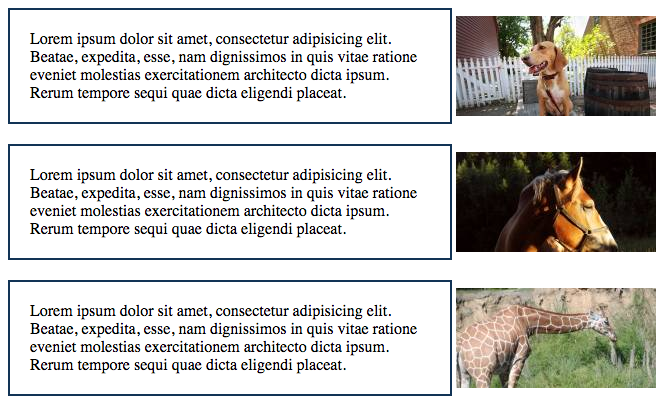 Lorem ipsum dolor sit amet, consectetur adipisicing elit.
Beatae, expedita, esse, nam dignissimos in quis vitae ratione
eveniet molestias exercitationem architecto dicta ipsum.
Rerum tempore sequi quae dicta eligendi placeat.
Lorem ipsum dolor sit amet, consectetur adipisicing elit.
Beatae, expedita, esse, nam dignissimos in quis vitae ratione
eveniet molestias exercitationem architecto dicta ipsum.
Rerum tempore sequi quae dicta eligendi placeat.
Lorem ipsum dolor sit amet, consectetur adipisicing elit.
Beatae, expedita, esse, nam dignissimos in quis vitae ratione
eveniet molestias exercitationem architecto dicta ipsum.
Rerum tempore sequi quae dicta eligendi placeat.